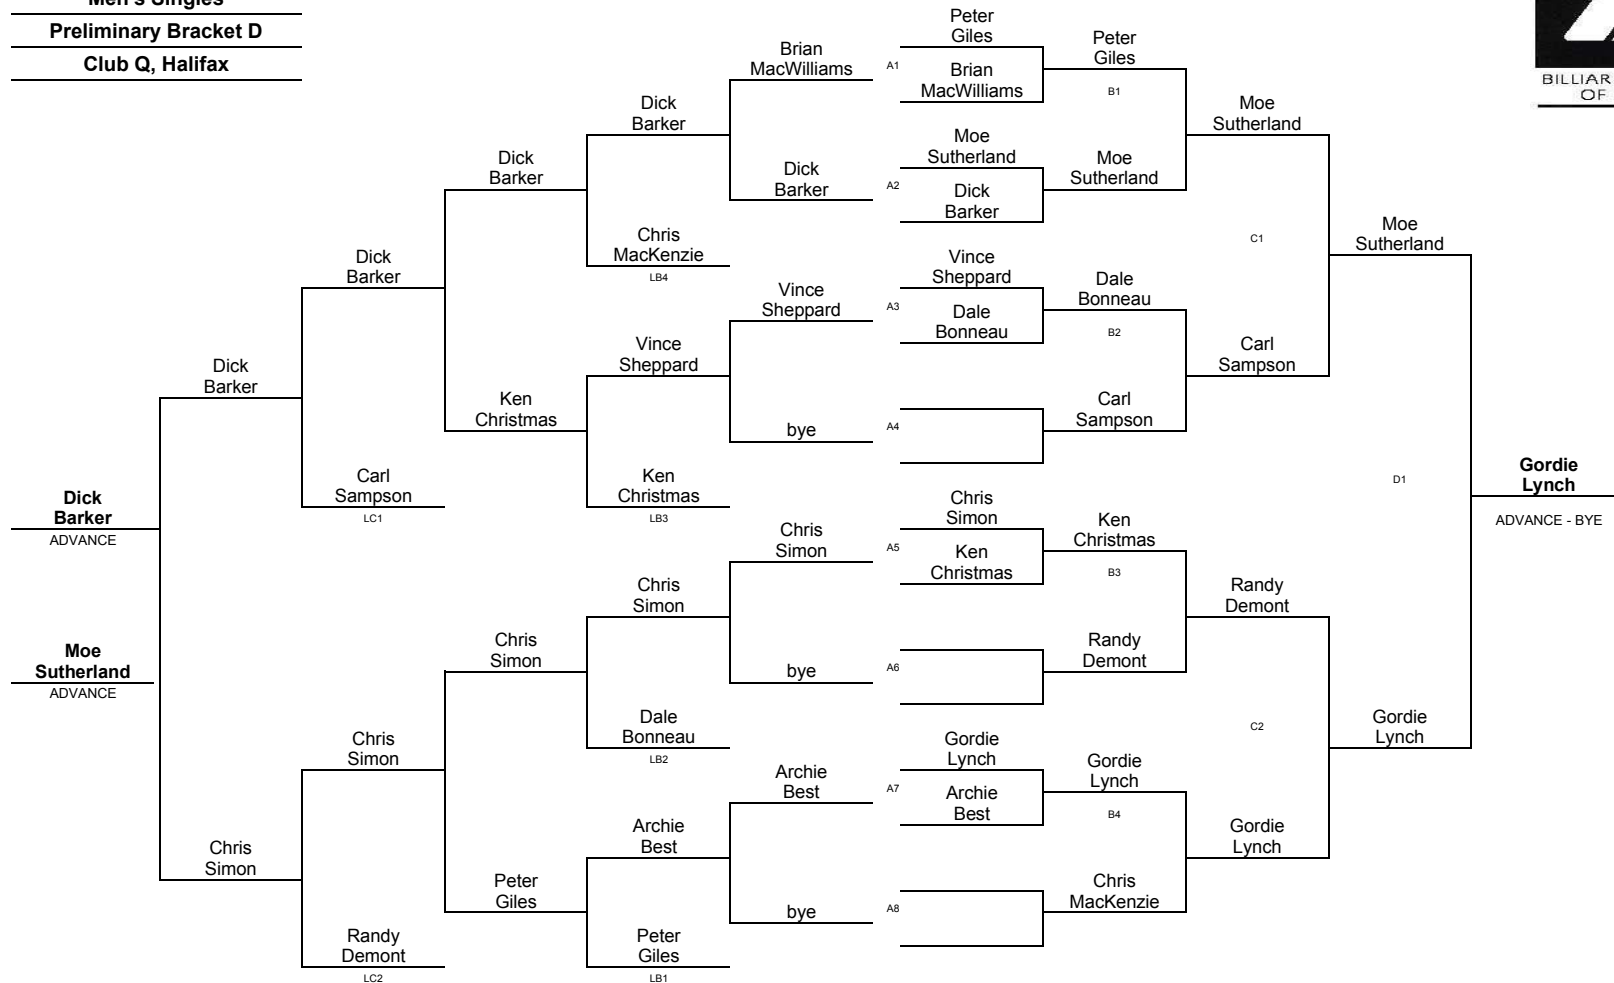 Men's Singles
Preliminary Bracket D
Club Q, Halifax
BILLIAR
OF
Dick
Barker
ADVANCE
Moe
Sutherland
ADVANCE
Dick
Barker
Chris
Simon
Dick
Barker
Carl
Sampson
LC1
Chris
Simon
Randy
Demont
LC2
Dick
Barker
Ken
Christmas
Chris
Simon
Peter
Giles
Dick
Barker
Chris
MacKenzie
LB4
Vince
Sheppard
Ken
Christmas
LB3
Chris
Simon
Dale
Bonneau
LB2
Archie
Best
Peter
Giles
LB1
Brian
MacWilliams
Dick
Barker
Vince
Sheppard
bye
Chris
Simon
bye
Archie
Best
bye
A1
A2
A3
A4
A5
A6
A7
A8
Peter
Giles
Brian
MacWilliams
Moe
Sutherland
Dick
Barker
Vince
Sheppard
Dale
Bonneau
Chris
Simon
Ken
Christmas
Gordie
Lynch
Archie
Best
Peter
Giles
B1
Moe
Sutherland
Dale
Bonneau
B2
Carl
Sampson
Ken
Christmas
B3
Randy
Demont
Gordie
Lynch
B4
Chris
MacKenzie
Moe
Sutherland
C1
Carl
Sampson
Randy
Demont
C2
Gordie
Lynch
Moe
Sutherland
D1
Gordie
Lynch
Gordie
Lynch
ADVANCE - BYE